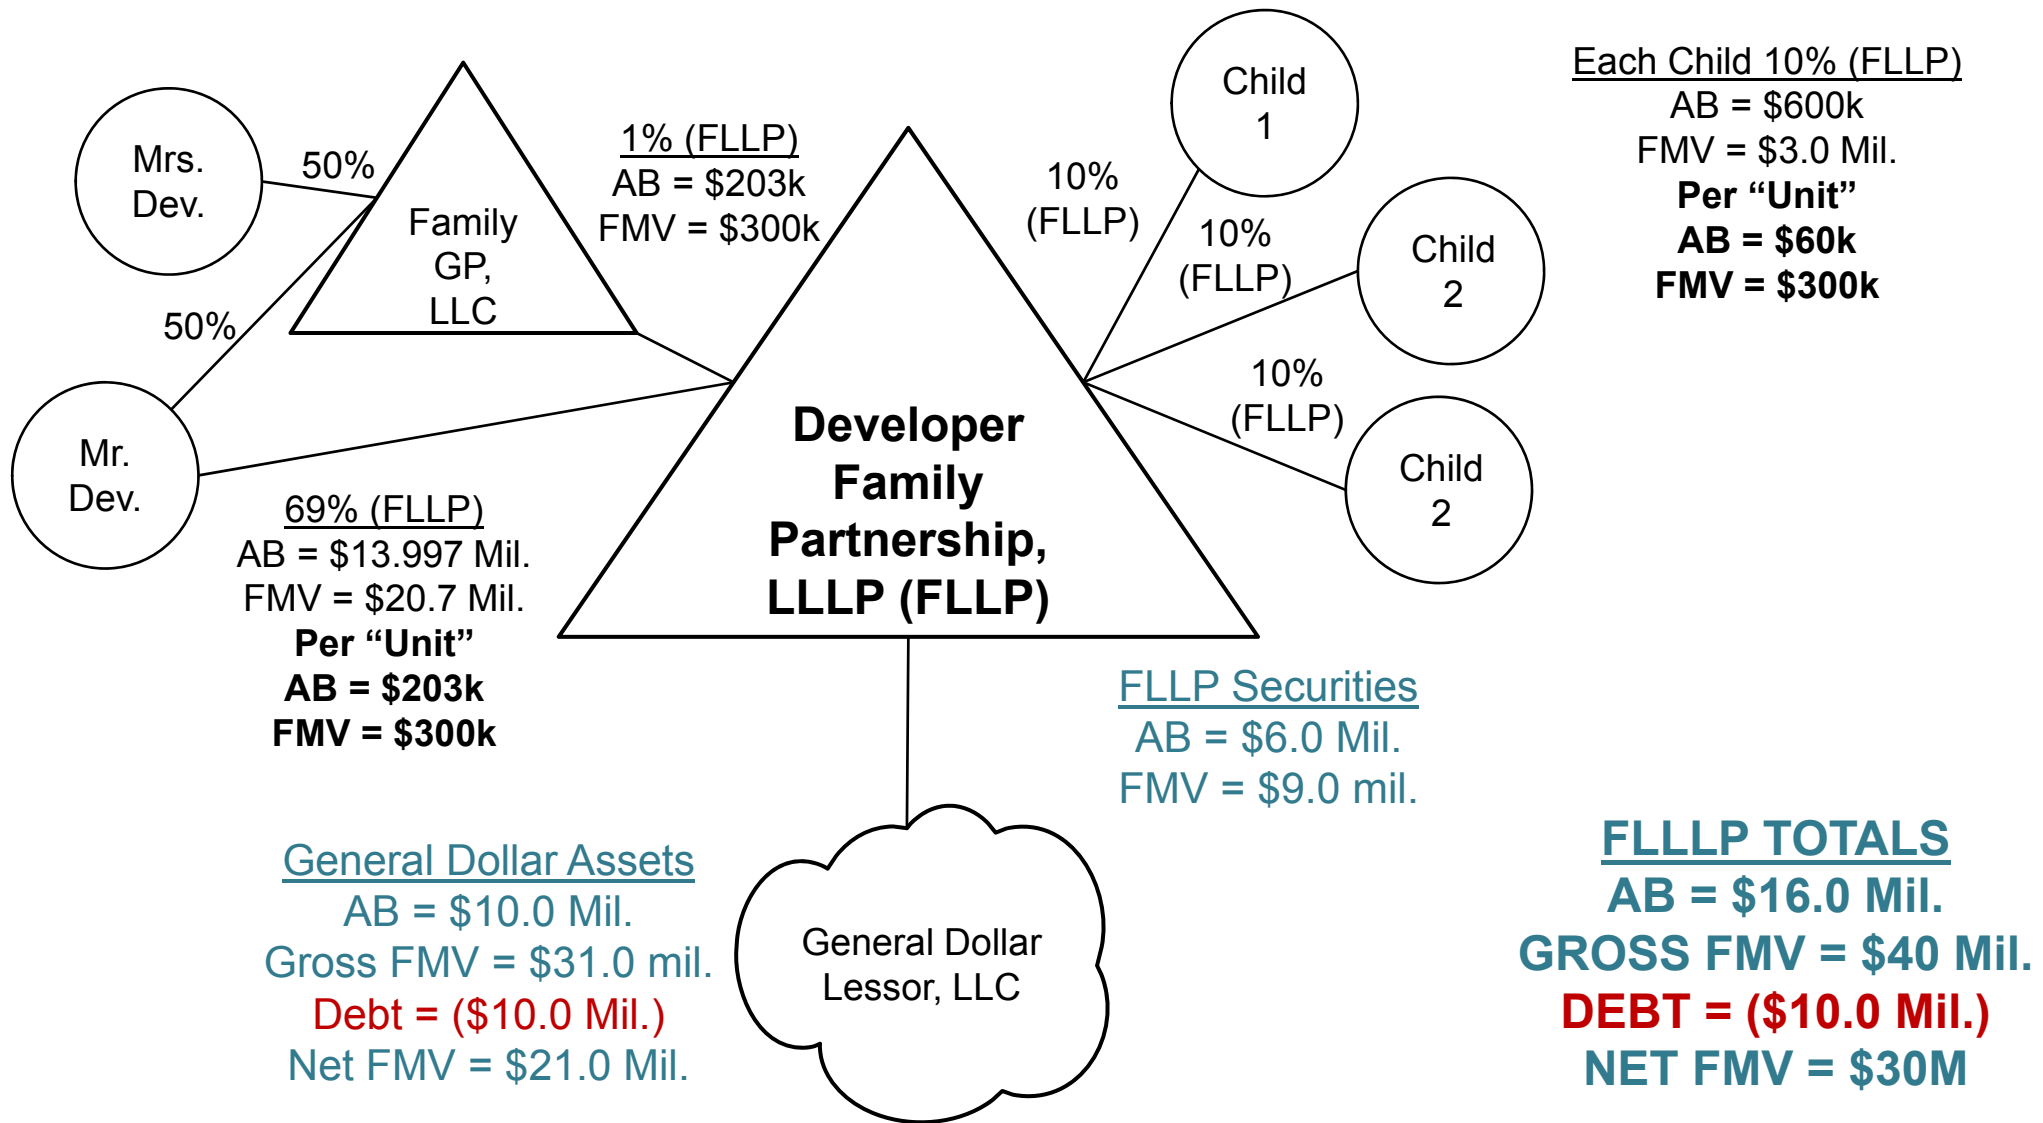 Mrs.
Dev.
50%
50%
Mr.
Dev.
Family
GP,
LLC
1% (FLLP)
AB = $203k
FMV = $300k
69% (FLLP)
AB = $13.997 Mil.
FMV = $20.7 Mil.
Per “Unit”
AB = $203k
FMV = $300k
Developer
Family
Partnership,
LLLP (FLLP)
10%
(FLLP)
10%
(FLLP)
10%
(FLLP)
Child
1
Child
2
Child
2
Each Child 10% (FLLP)
AB = $600k
FMV = $3.0 Mil.
Per “Unit”
AB = $60k
FMV = $300k
FLLP Securities
AB = $6.0 Mil.
FMV = $9.0 mil.
General Dollar Assets
AB = $10.0 Mil.
Gross FMV = $31.0 mil.
Debt = ($10.0 Mil.)
Net FMV = $21.0 Mil.
General Dollar
Lessor, LLC
FLLLP TOTALS
AB = $16.0 Mil.
GROSS FMV = $40 Mil.
DEBT = ($10.0 Mil.)
NET FMV = $30M